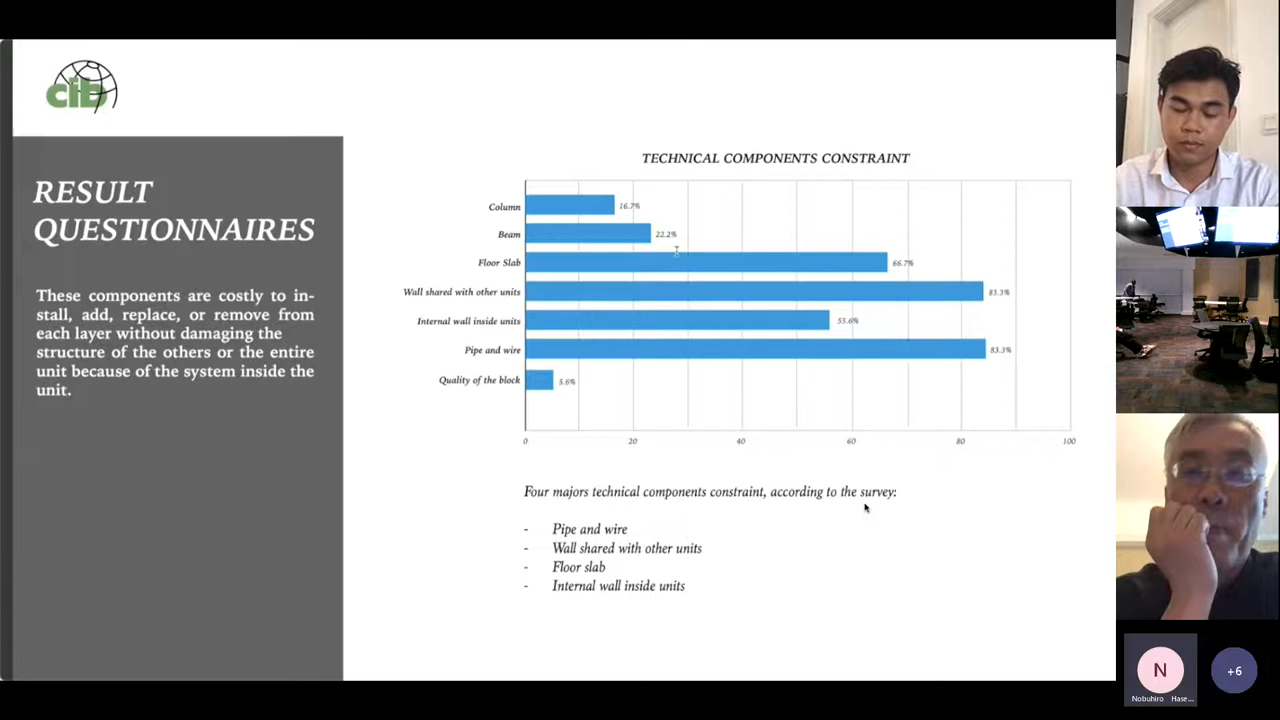 cib
RESULT
QUESTIONNAIRES
These components are costly to in-
stall, add, replace, or remove from
each layer without damaging the
structure of the others or the entire
unit because of the system inside the
unit.
TECHNICAL COMPONENTS CONSTRAINT
Column 16.7%
Beam 22.2%
Floor Slab 66.7%
Wall shared with other units 83.3%
Internal wall inside units 55.6%
Pipe and wire 83.3%
Quality of the block 5.6%
0 20 40 60 80 100
Four majors technical components constraint, according to the survey:
- Pipe and wire
- Wall shared with other units
- Floor slab
- Internal wall inside units
N
Nobuhiro Hase...
+6